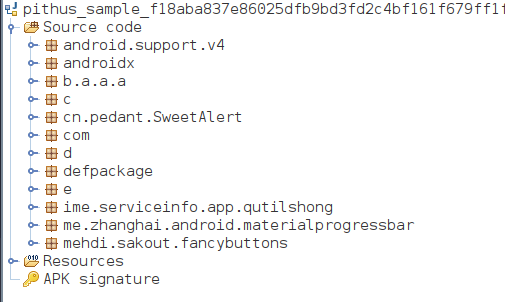 pithus_sample_f18aba837e86025dfb9bd3fd2c4bf161f679ff1f
Source code
android.support.v4
androidx
b.a.a.a
c
cn.pedant.SweetAlert
com
d
defpackage
e
ime.serviceinfo.app.qutilshong
me.zhanghai.android.materialprogressbar
mehdi.sakout.fancybuttons
Resources
APK signature